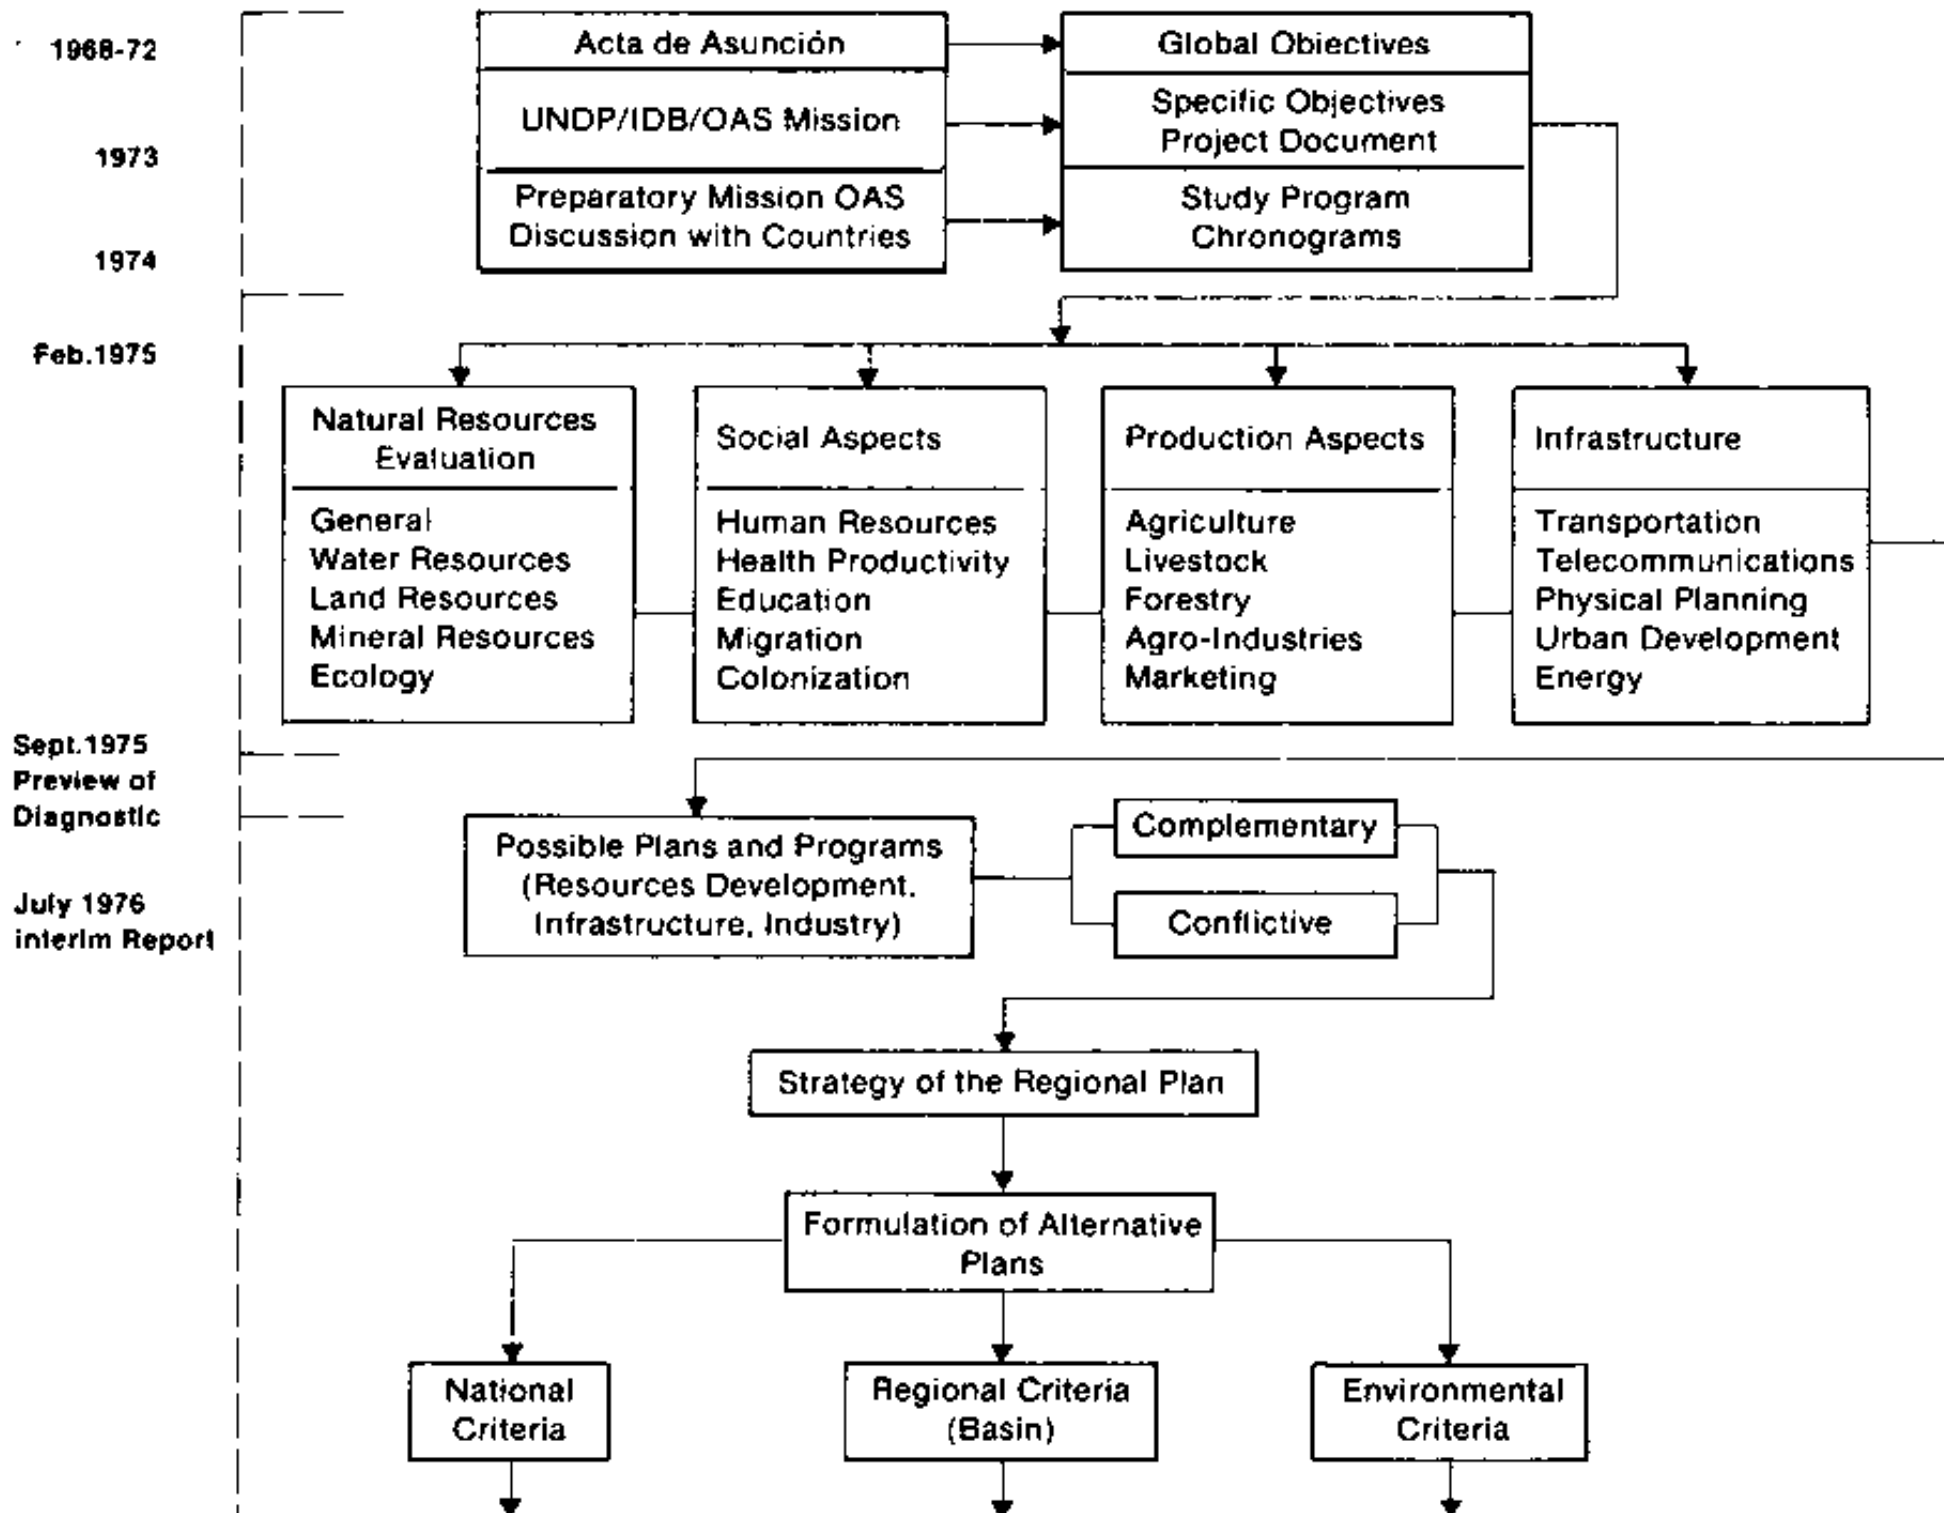 1968-72
Acta de Asunción
Global Obiectives
UNDP/IDB/OAS Mission
Specific Objectives
Project Document
1973
Preparatory Mission OAS
Discussion with Countries
Study Program
Chronograms
1974
Feb.1975
Natural Resources
Evaluation
General
Water Resources
Land Resources
Mineral Resources
Ecology
Social Aspects
Human Resources
Health Productivity
Education
Migration
Colonization
Production Aspects
Agriculture
Livestock
Forestry
Agro-Industries
Marketing
Infrastructure
Transportation
Telecommunications
Physical Planning
Urban Development
Energy
Sept.1975
Preview of
Diagnostic
Possible Plans and Programs
(Resources Development.
Infrastructure, Industry)
Complementary
Conflictive
July 1976
interim Report
Strategy of the Regional Plan
Formulation of Alternative
Plans
National
Criteria
Regional Criteria
(Basin)
Environmental
Criteria